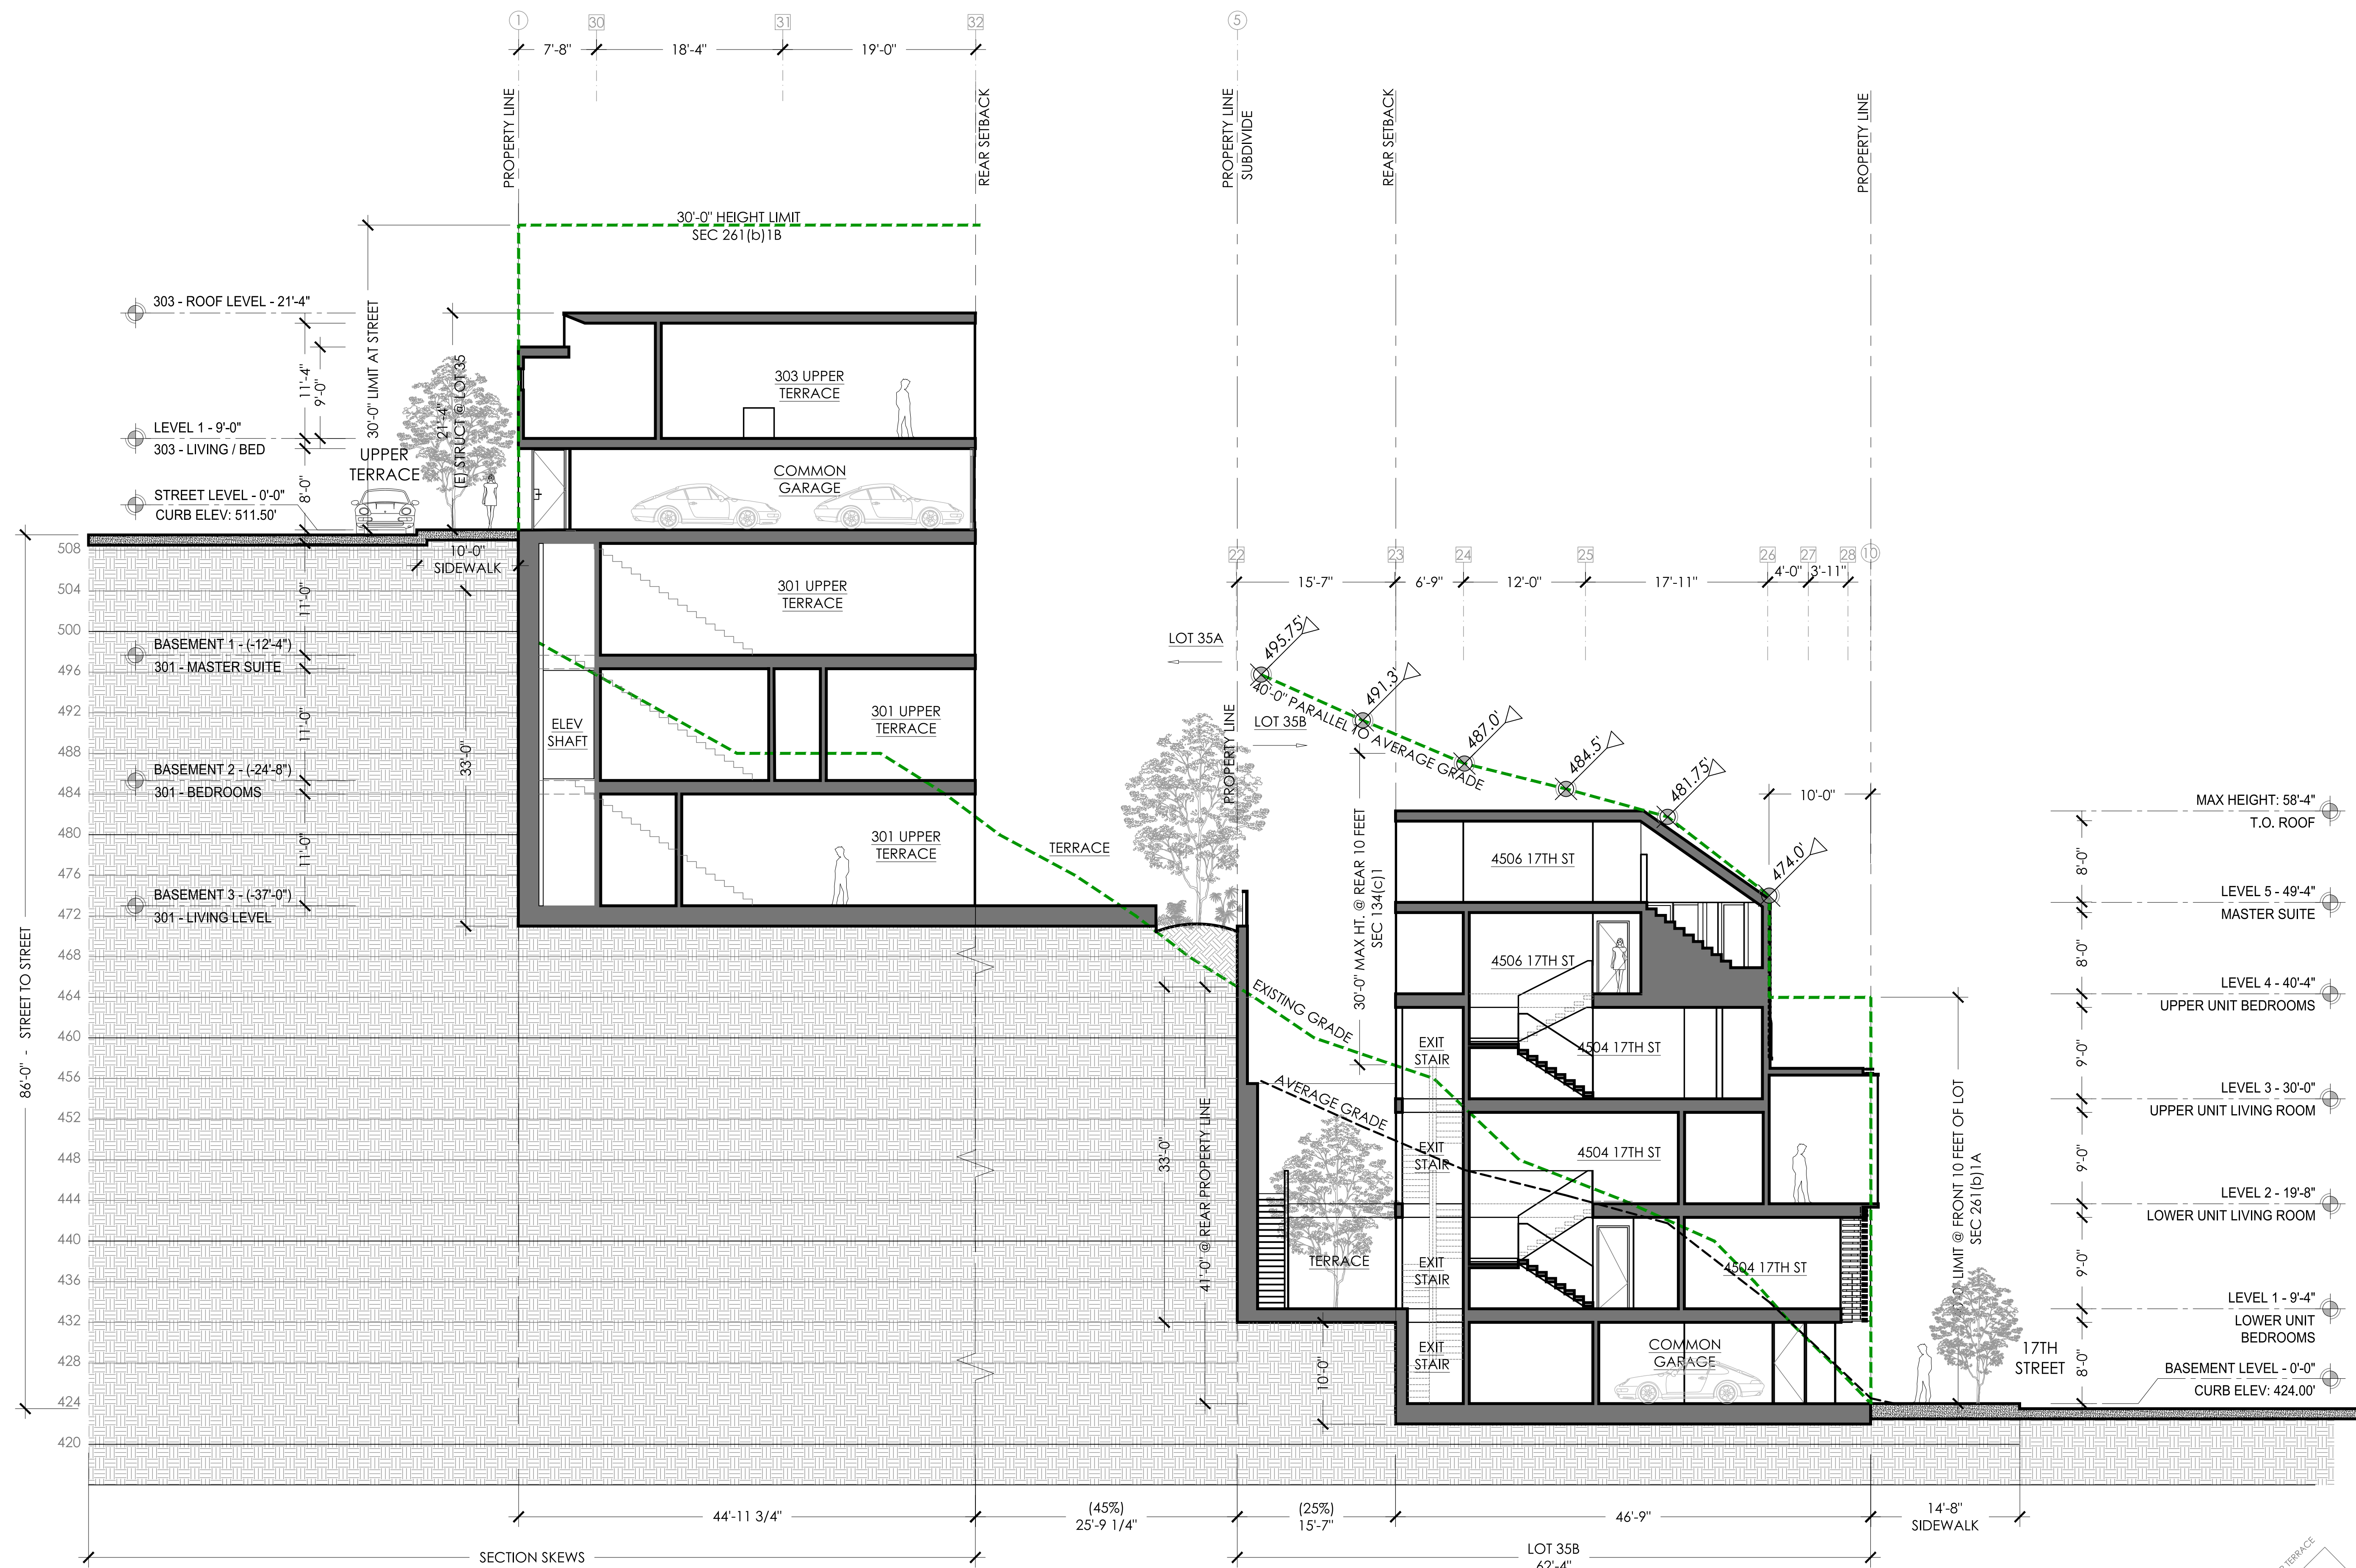 1
30
31
32
5
7'-8"
18'-4"
19'-0"
PROPERTY LINE
REAR SETBACK
PROPERTY LINE
SUBDIVIDE
REAR SETBACK
PROPERTY LINE
30'-0" HEIGHT LIMIT
SEC 261(b)1B
303 - ROOF LEVEL - 21'-4"
11'-4"
9'-0"
30'-0" LIMIT AT STREET
21'-4"
(E) STRUCT @ LOT 35
303 UPPER
TERRACE
LEVEL 1 - 9'-0"
303 - LIVING / BED
UPPER
TERRACE
COMMON
GARAGE
STREET LEVEL - 0'-0"
CURB ELEV: 511.50'
8'-0"
10'-0"
SIDEWALK
508
504
500
496
492
488
484
480
476
472
468
464
460
456
452
448
444
440
436
432
428
424
420
86'-0" - STREET TO STREET
11'-0"
11'-0"
11'-0"
33'-0"
BASEMENT 1 - (-12'-4")
301 - MASTER SUITE
BASEMENT 2 - (-24'-8")
301 - BEDROOMS
BASEMENT 3 - (-37'-0")
301 - LIVING LEVEL
301 UPPER
TERRACE
ELEV
SHAFT
301 UPPER
TERRACE
301 UPPER
TERRACE
TERRACE
22
23
24
25
26
27
28
10
15'-7"
6'-9"
12'-0"
17'-11"
4'-0"
3'-11"
LOT 35A
LOT 35B
PROPERTY LINE
495.75'
491.3'
487.0'
484.5'
481.75'
474.0'
40'-0" PARALLEL TO AVERAGE GRADE
30'-0" MAX HT. @ REAR 10 FEET
SEC 134(c)1
10'-0"
4506 17TH ST
4506 17TH ST
4504 17TH ST
4504 17TH ST
4504 17TH ST
EXISTING GRADE
AVERAGE GRADE
EXIT
STAIR
EXIT
STAIR
EXIT
STAIR
EXIT
STAIR
TERRACE
COMMON
GARAGE
33'-0"
41'-0" @ REAR PROPERTY LINE
10'-0"
LIMIT @ FRONT 10 FEET OF LOT
SEC 261(b)1A
17TH
STREET
MAX HEIGHT: 58'-4"
T.O. ROOF
8'-0"
LEVEL 5 - 49'-4"
MASTER SUITE
8'-0"
LEVEL 4 - 40'-4"
UPPER UNIT BEDROOMS
9'-0"
LEVEL 3 - 30'-0"
UPPER UNIT LIVING ROOM
9'-0"
LEVEL 2 - 19'-8"
LOWER UNIT LIVING ROOM
9'-0"
LEVEL 1 - 9'-4"
LOWER UNIT
BEDROOMS
8'-0"
BASEMENT LEVEL - 0'-0"
CURB ELEV: 424.00'
44'-11 3/4"
(45%)
25'-9 1/4"
(25%)
15'-7"
46'-9"
14'-8"
SIDEWALK
SECTION SKEWS
LOT 35B
62'-4"
TERRACE